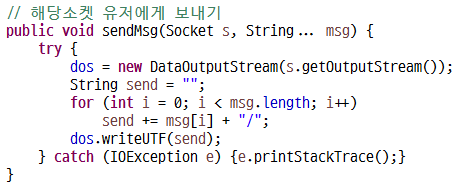 // 해당소켓 유저에게 보내기
public void sendMsg(Socket s, String... msg) {
try {
dos = new DataOutputStream(s.getOutputStream());
String send = "";
for (int i = 0; i < msg.length; i++)
send += msg[i] + "/";
dos.writeUTF(send);
} catch (IOException e) {e.printStackTrace();}
}